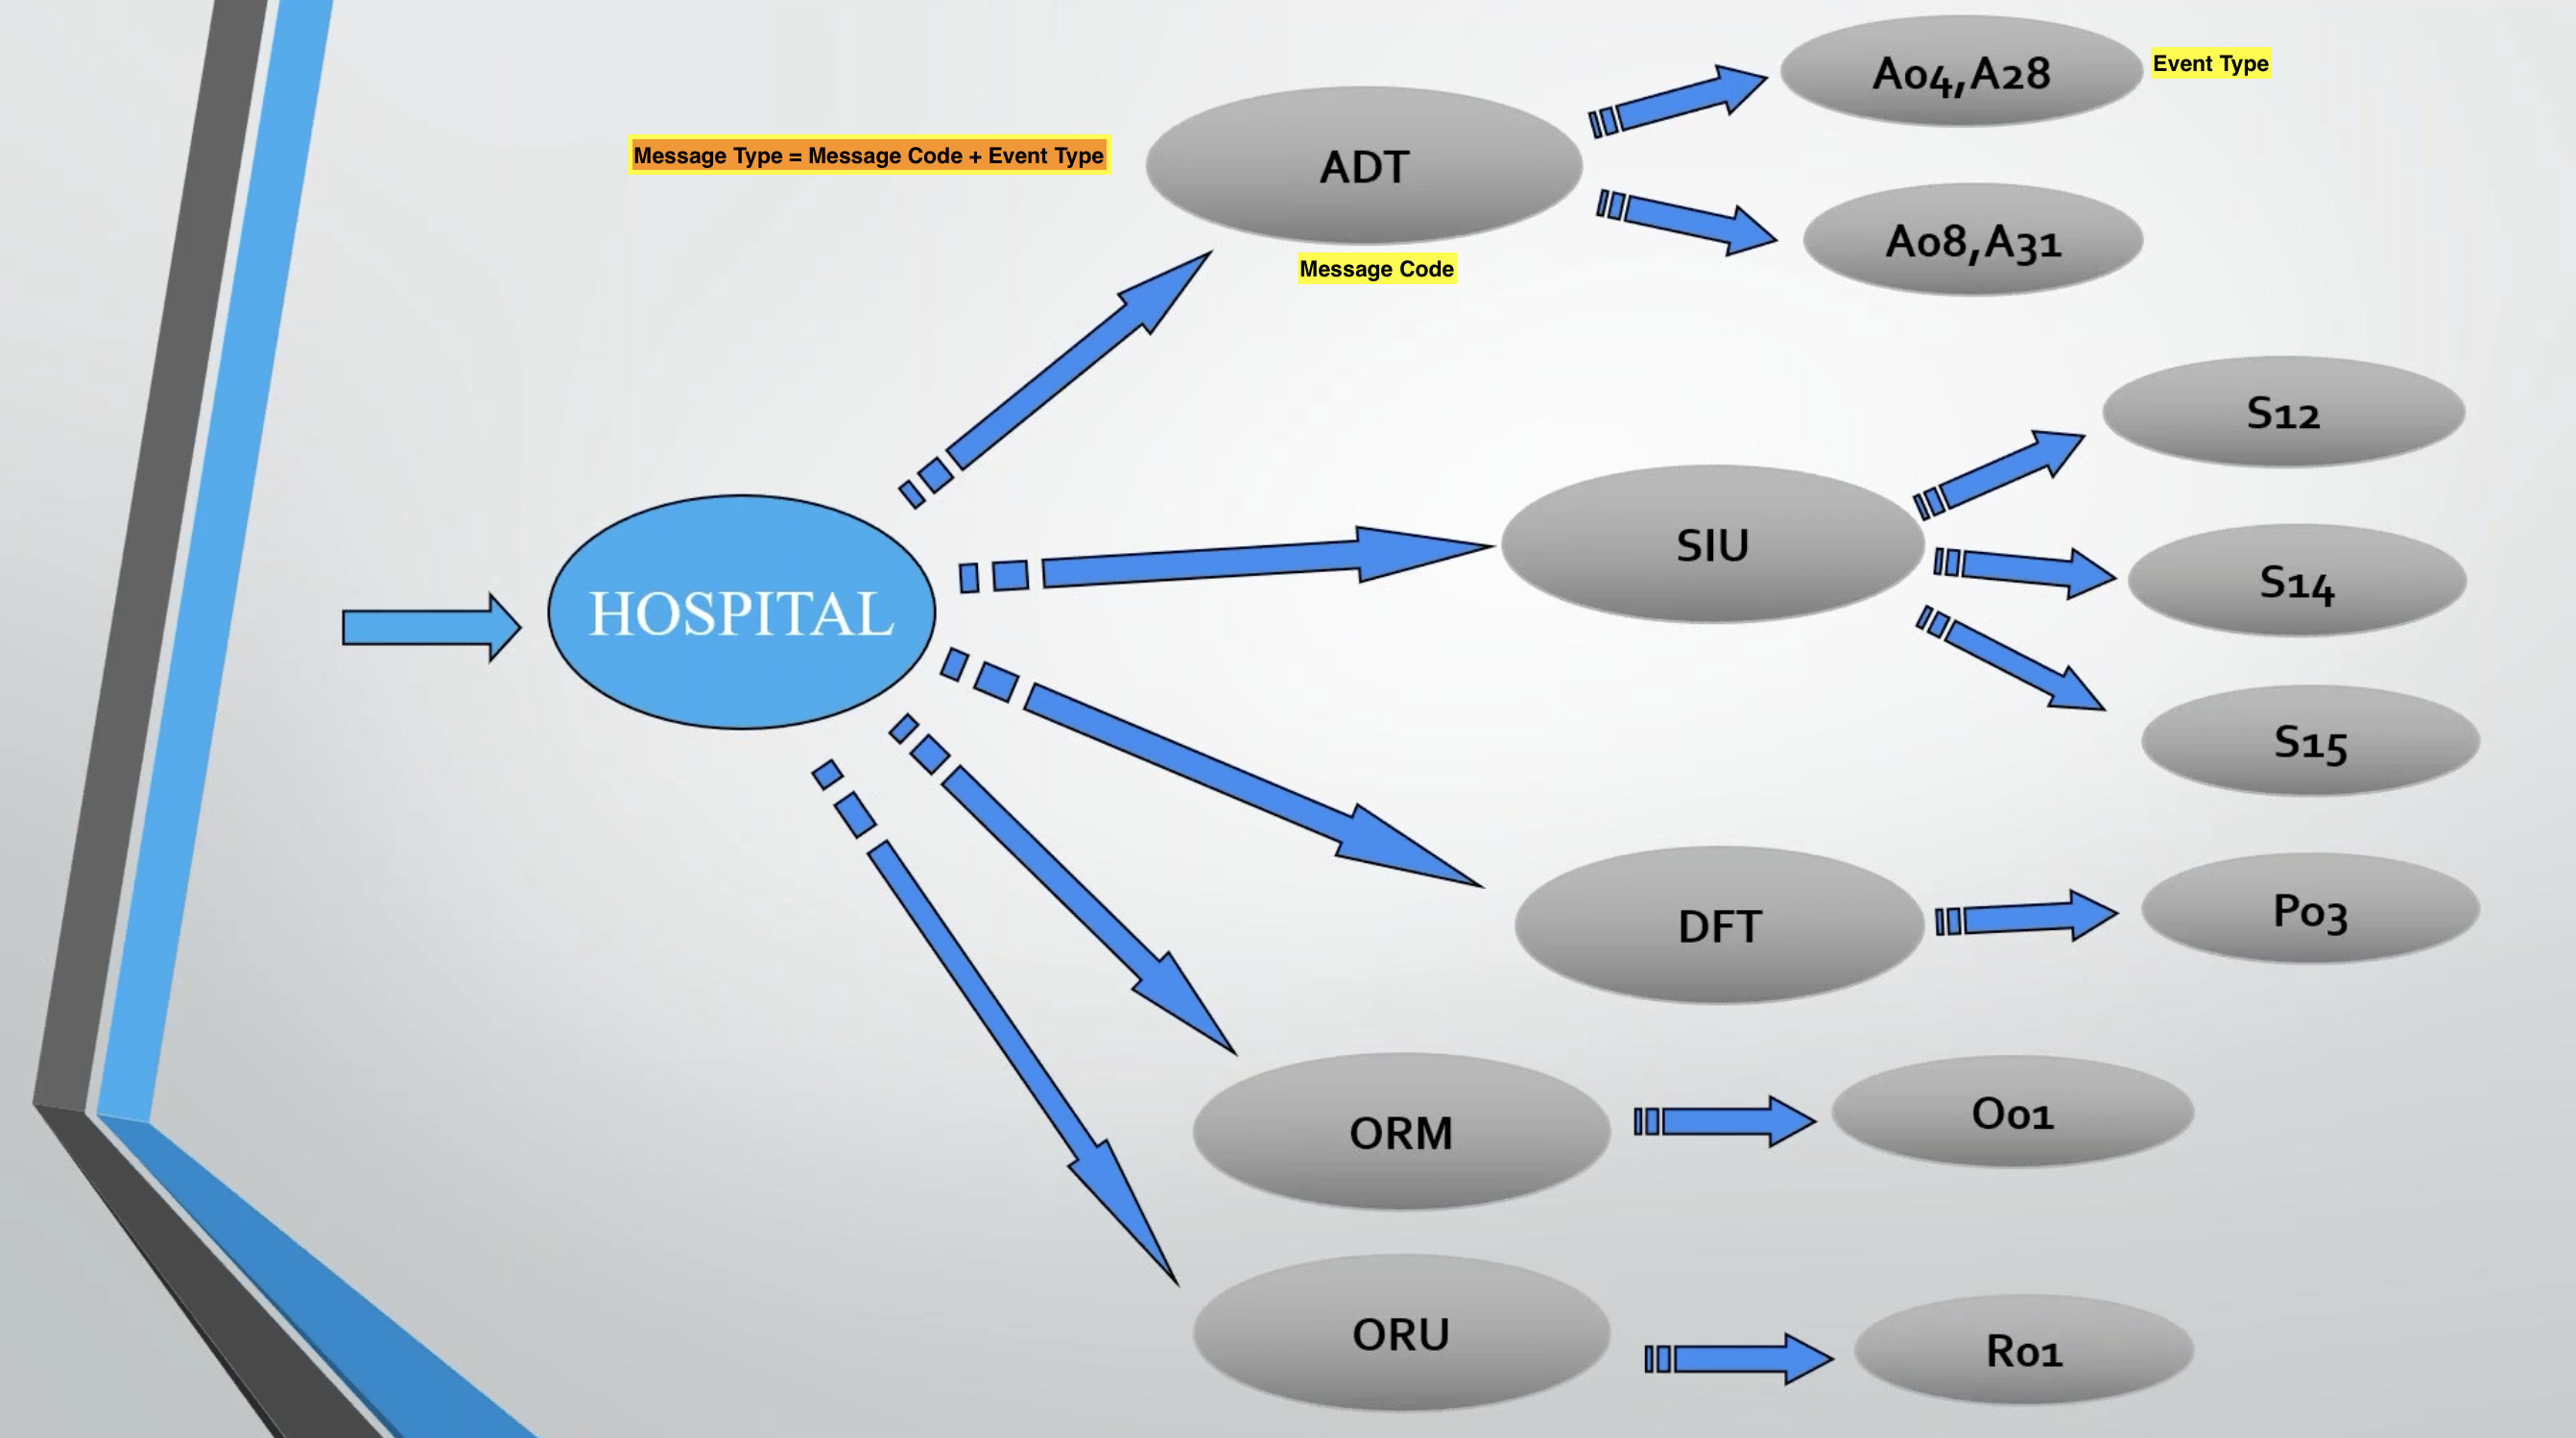 A04,A28
Event Type
Message Type = Message Code + Event Type
ADT
A08,A31
Message Code
S12
SIU
S14
HOSPITAL
S15
DFT
P03
ORM
O01
ORU
R01